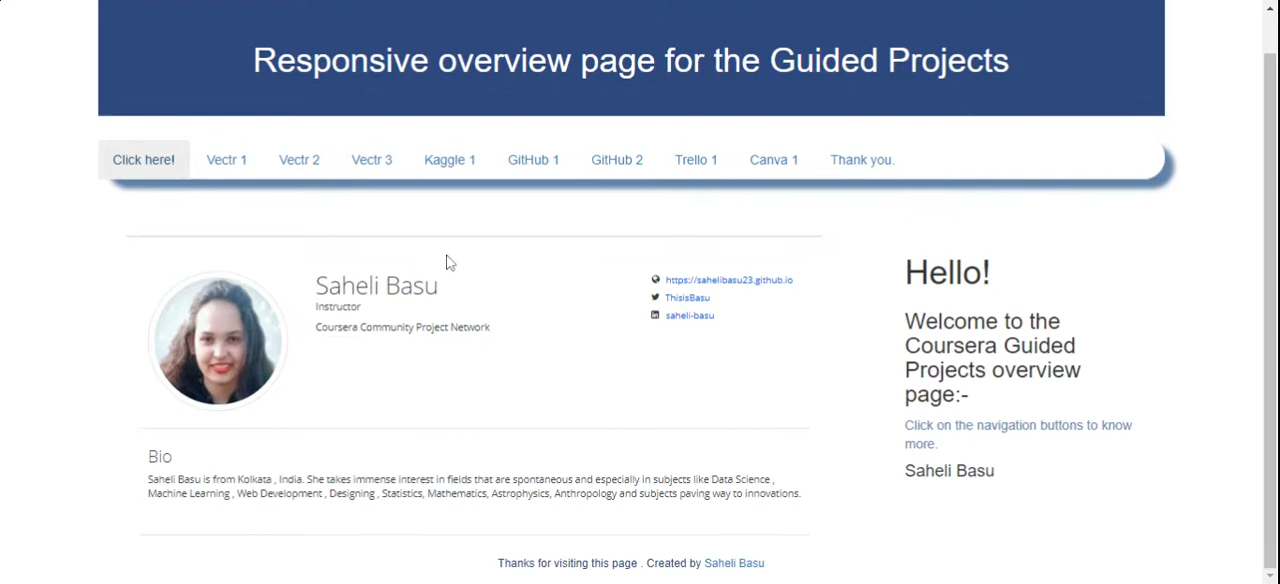 Responsive overview page for the Guided Projects
Click here! Vectr 1 Vectr 2 Vectr 3 Kaggle 1 GitHub 1 GitHub 2 Trello 1 Canva 1 Thank you.
Saheli Basu
Instructor
Coursera Community Project Network
https://sahelibasu23.github.io
ThisisBasu
saheli-basu
Bio
Saheli Basu is from Kolkata , India. She takes immense interest in fields that are spontaneous and especially in subjects like Data Science ,
Machine Learning , Web Development , Designing , Statistics, Mathematics, Astrophysics, Anthropology and subjects paving way to innovations.
Hello!
Welcome to the
Coursera Guided
Projects overview
page:-
Click on the navigation buttons to know
more.
Saheli Basu
Thanks for visiting this page . Created by Saheli Basu